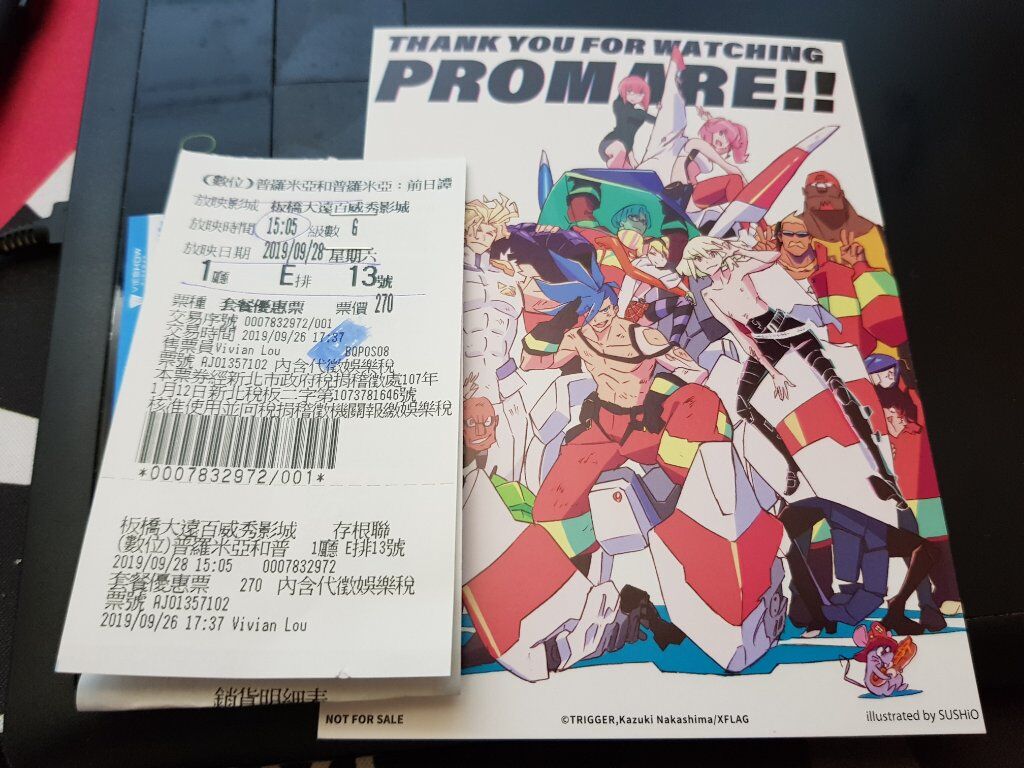 （數位）普羅米亞和普羅米亞：前日譚
放映影城 板橋大遠百威秀影城
放映時間 15:05 級數 G
放映日期 2019/09/28 星期六
1廳 E排 13號
票種 套餐優惠票 票價 270
交易序號 0007832972/001
交易時間 2019/09/26 17:37
售票員Vivian Lou BQPOS08
票號 AJ01357102 內含代徵娛樂稅
本票券經新北市政府稅捐稽徵處107年
1月12日新北稅板二字第1073781646號
核准使用並向稅捐稽徵機關報繳娛樂稅
*0007832972/001*
板橋大遠百威秀影城 存根聯
(數位)普羅米亞和普 1廳 E排13號
2019/09/28 15:05 0007832972
套餐優惠票 270 內含代徵娛樂稅
票號 AJ01357102
2019/09/26 17:37 Vivian Lou
銷貨明細表
VIESHOW
THANK YOU FOR WATCHING
PROMARE!!
NOT FOR SALE
©TRIGGER,Kazuki Nakashima/XFLAG
illustrated by SUSHiO